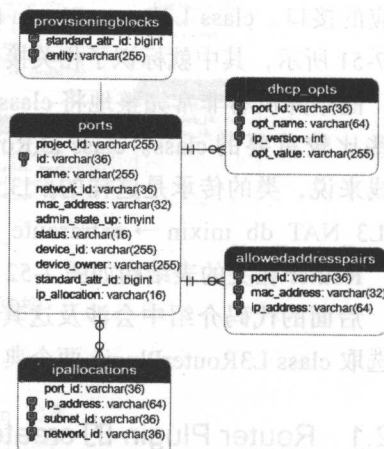 provisioningblocks
standard_attr_id: bigint
entity: varchar(255)
dhcp_opts
port_id: varchar(36)
opt_name: varchar(64)
ip_version: int
opt_value: varchar(255)
ports
project_id: varchar(255)
id: varchar(36)
name: varchar(255)
network_id: varchar(36)
mac_address: varchar(32)
admin_state_up: tinyint
status: varchar(16)
device_id: varchar(255)
device_owner: varchar(255)
standard_attr_id: bigint
ip_allocation: varchar(16)
allowedaddresspairs
port_id: varchar(36)
mac_address: varchar(32)
ip_address: varchar(64)
ipallocations
port_id: varchar(36)
ip_address: varchar(64)
subnet_id: varchar(36)
network_id: varchar(36)